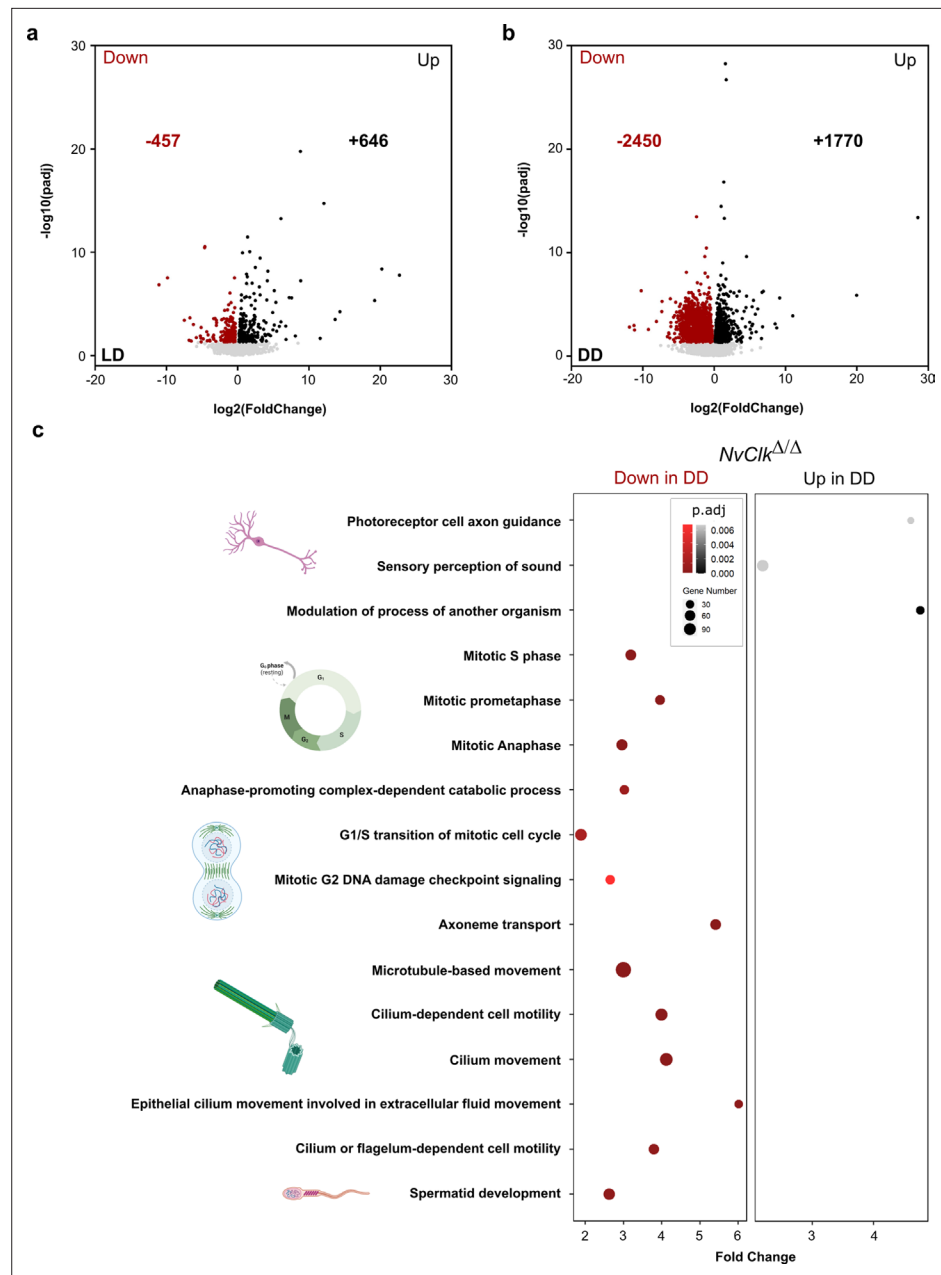 a
Down
Up
-457
+646
LD
-log10(padj)
30
20
10
0
-20
-10
0
10
20
30
log2(FoldChange)
b
Down
Up
-2450
+1770
DD
-log10(padj)
30
20
10
0
-20
-10
0
10
20
30
log2(FoldChange)
c
NvClkΔ/Δ
Down in DD
Up in DD
p.adj
0.006
0.004
0.002
0.000
Gene Number
30
60
90
Photoreceptor cell axon guidance
Sensory perception of sound
Modulation of process of another organism
Mitotic S phase
G₀ phase
(resting)
G₁
M
S
G₂
Mitotic prometaphase
Mitotic Anaphase
Anaphase-promoting complex-dependent catabolic process
G1/S transition of mitotic cell cycle
Mitotic G2 DNA damage checkpoint signaling
Axoneme transport
Microtubule-based movement
Cilium-dependent cell motility
Cilium movement
Epithelial cilium movement involved in extracellular fluid movement
Cilium or flagelum-dependent cell motility
Spermatid development
2
3
4
5
6
3
4
Fold Change